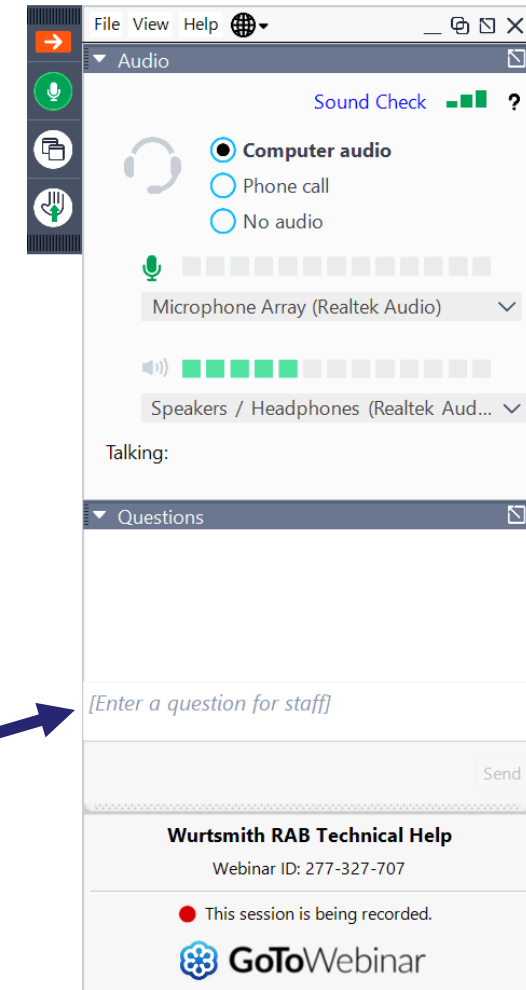 File View Help
Audio
Sound Check ?
Computer audio
Phone call
No audio
Microphone Array (Realtek Audio)
Speakers / Headphones (Realtek Aud...
Talking:
Questions
[Enter a question for staff]
Send
Wurtsmith RAB Technical Help
Webinar ID: 277-327-707
This session is being recorded.
GoToWebinar